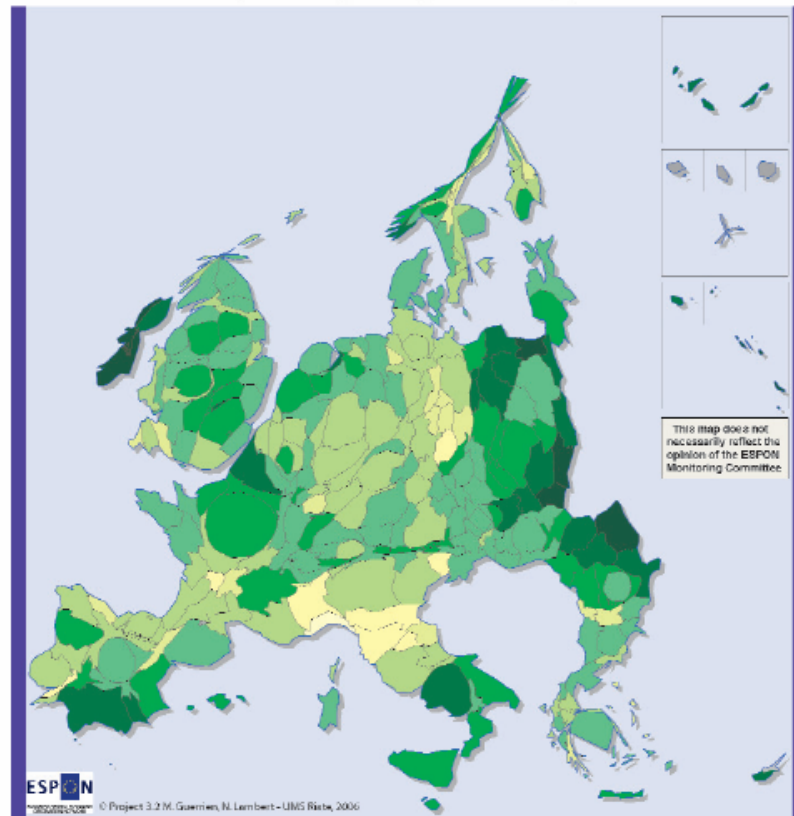 This map does not
necessarily reflect the
opinion of the ESPON
Monitoring Committee
ESPON
© Project 3.2 M. Guerrien, N. Lambert – UMS Riate, 2006